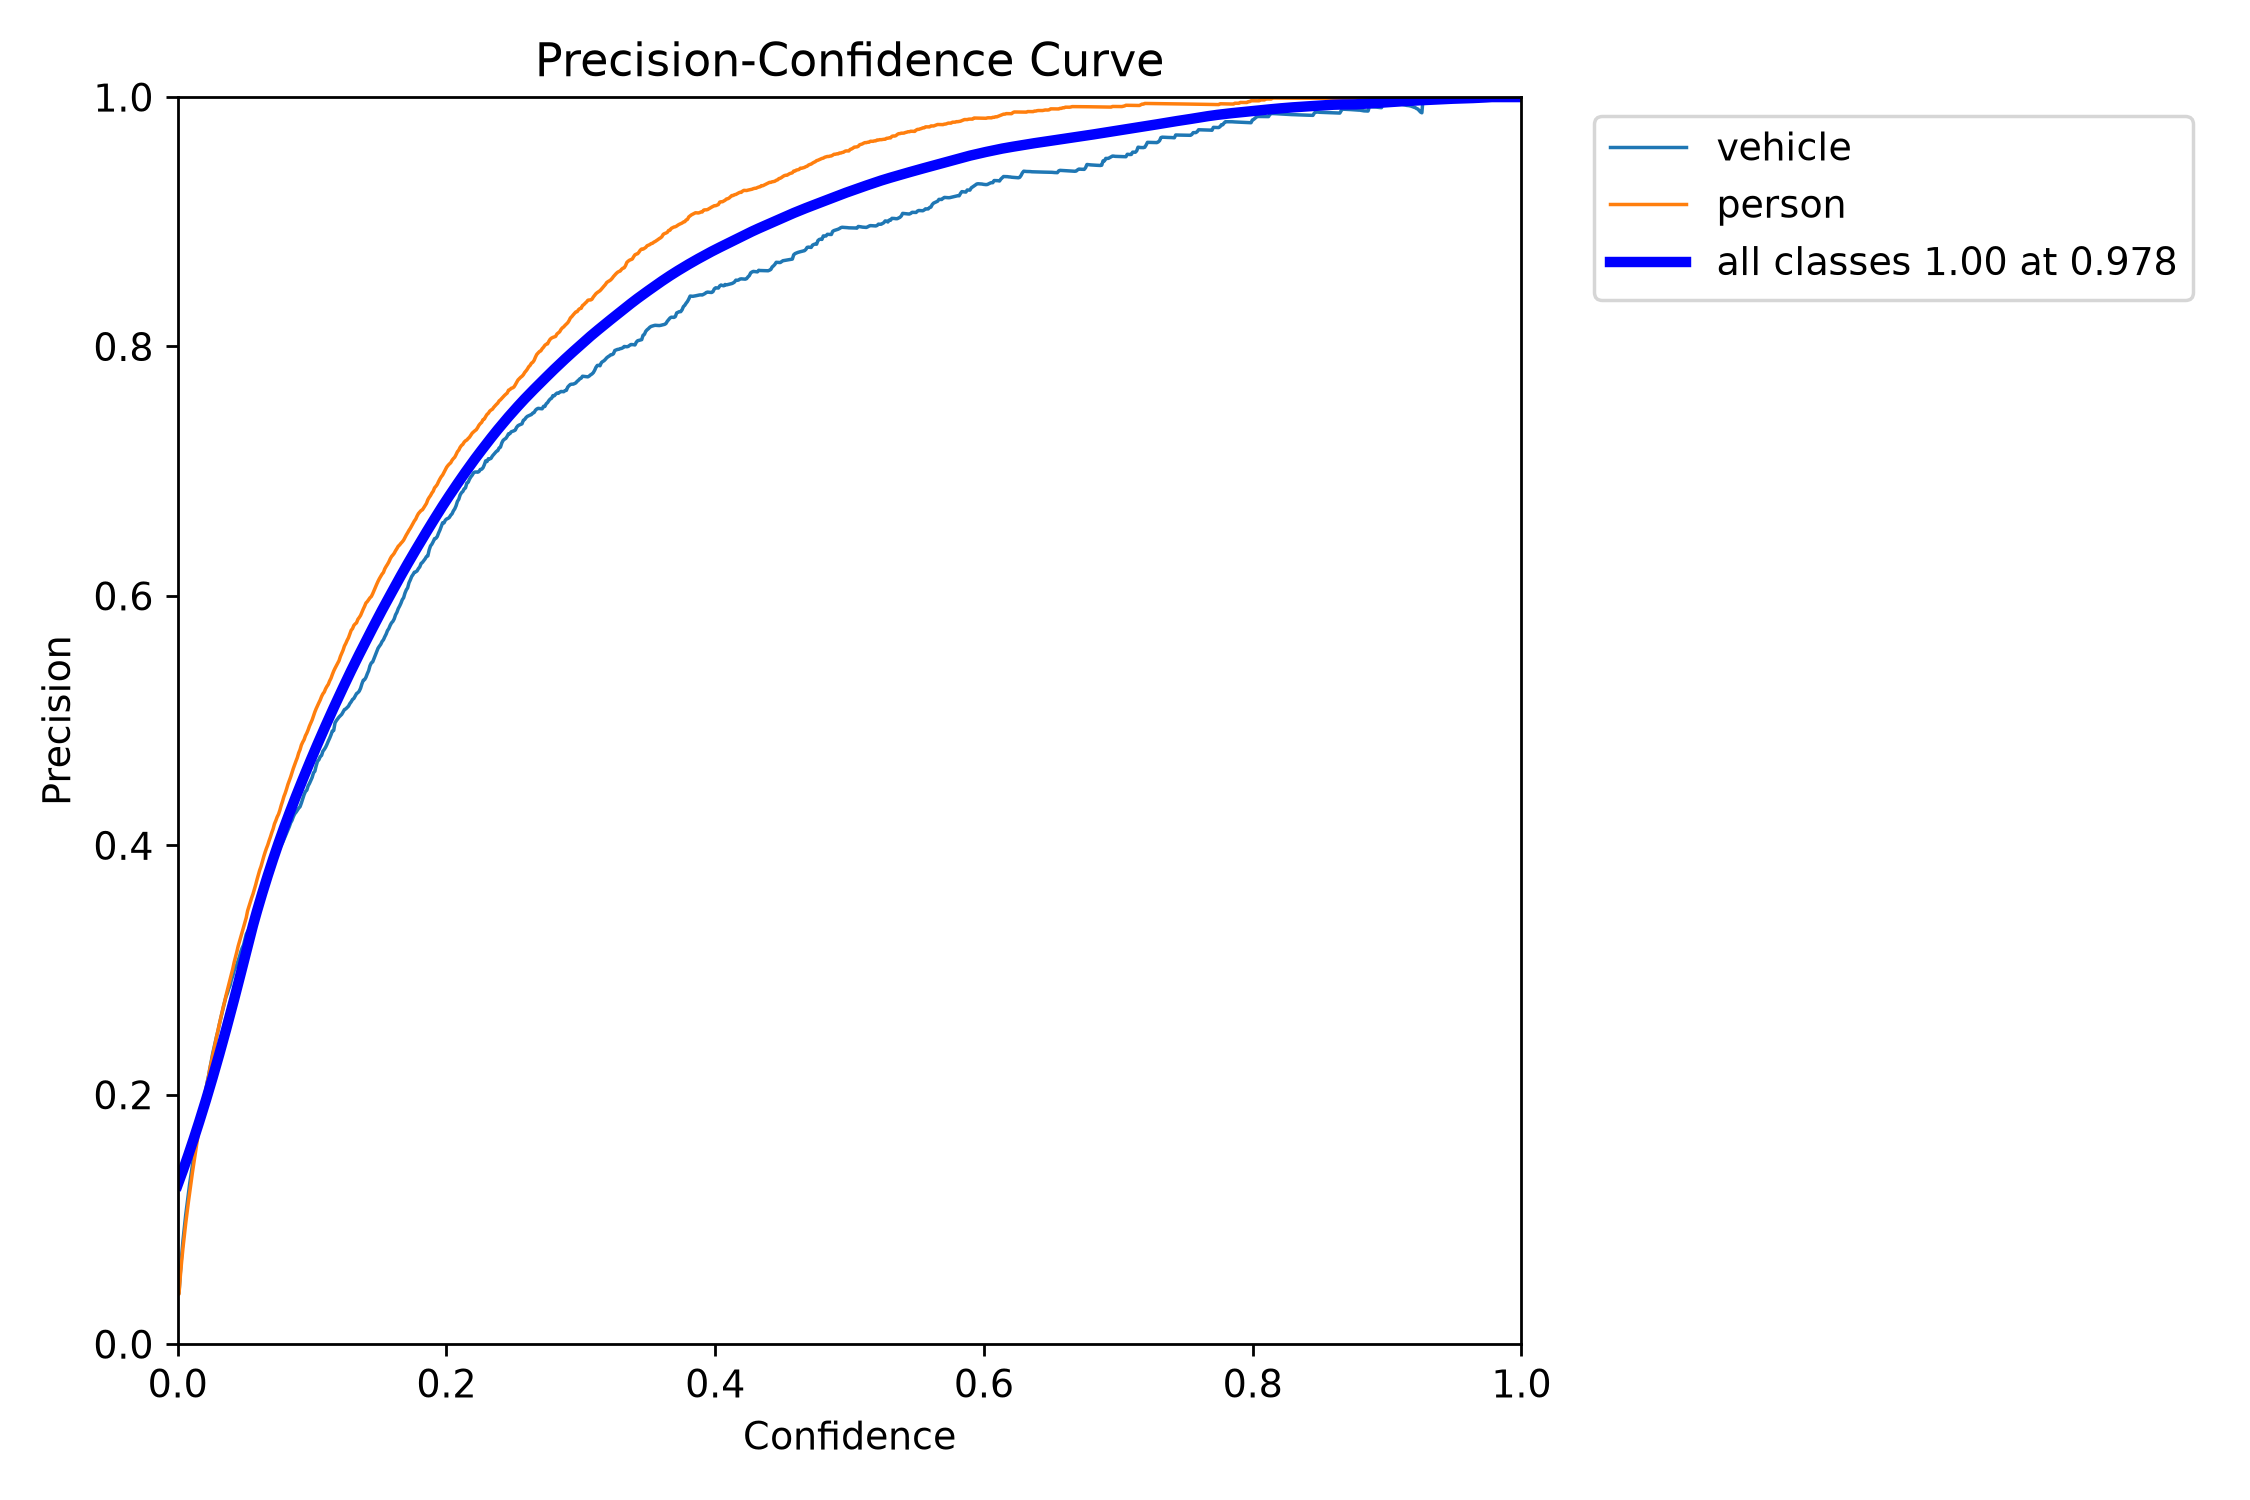 Precision-Confidence Curve
1.0
0.8
0.6
0.4
0.2
0.0
Precision
0.0 0.2 0.4 0.6 0.8 1.0
Confidence
vehicle
person
all classes 1.00 at 0.978